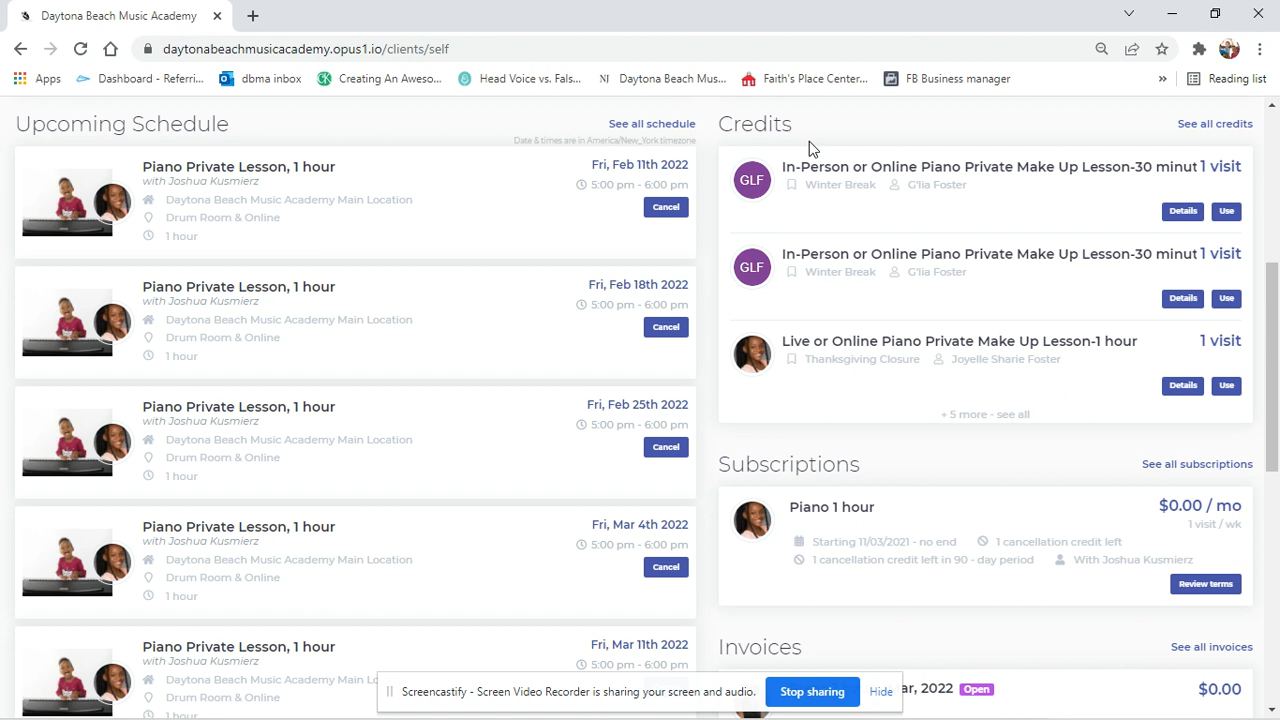 Daytona Beach Music Academy
daytonabeachmusicacademy.opus1.io/clients/self
Apps
Dashboard - Referri...
dbma inbox
Creating An Aweso...
Head Voice vs. Fals...
Daytona Beach Mus...
Faith's Place Center...
FB Business manager
»
Reading list
Upcoming Schedule
See all schedule
Date & times are in America/New_York timezone
Piano Private Lesson, 1 hour
Fri, Feb 11th 2022
with Joshua Kusmierz
5:00 pm - 6:00 pm
Daytona Beach Music Academy Main Location
Cancel
Drum Room & Online
1 hour
Piano Private Lesson, 1 hour
Fri, Feb 18th 2022
with Joshua Kusmierz
5:00 pm - 6:00 pm
Daytona Beach Music Academy Main Location
Cancel
Drum Room & Online
1 hour
Piano Private Lesson, 1 hour
Fri, Feb 25th 2022
with Joshua Kusmierz
5:00 pm - 6:00 pm
Daytona Beach Music Academy Main Location
Cancel
Drum Room & Online
1 hour
Piano Private Lesson, 1 hour
Fri, Mar 4th 2022
with Joshua Kusmierz
5:00 pm - 6:00 pm
Daytona Beach Music Academy Main Location
Cancel
Drum Room & Online
1 hour
Piano Private Lesson, 1 hour
Fri, Mar 11th 2022
with Joshua Kusmierz
5:00 pm - 6:00 pm
Daytona Beach Music Academy Main
Drum Room & Online
1 hour
Credits
See all credits
GLF
In-Person or Online Piano Private Make Up Lesson-30 minut 1 visit
Winter Break G'lia Foster
Details Use
GLF
In-Person or Online Piano Private Make Up Lesson-30 minut 1 visit
Winter Break G'lia Foster
Details Use
Live or Online Piano Private Make Up Lesson-1 hour 1 visit
Thanksgiving Closure Joyelle Sharie Foster
Details Use
+ 5 more - see all
Subscriptions
See all subscriptions
Piano 1 hour
$0.00 / mo
1 visit / wk
Starting 11/03/2021 - no end 1 cancellation credit left
1 cancellation credit left in 90 - day period With Joshua Kusmierz
Review terms
Invoices
See all invoices
ar, 2022 Open $0.00
Screencastify - Screen Video Recorder is sharing your screen and audio.
Stop sharing
Hide